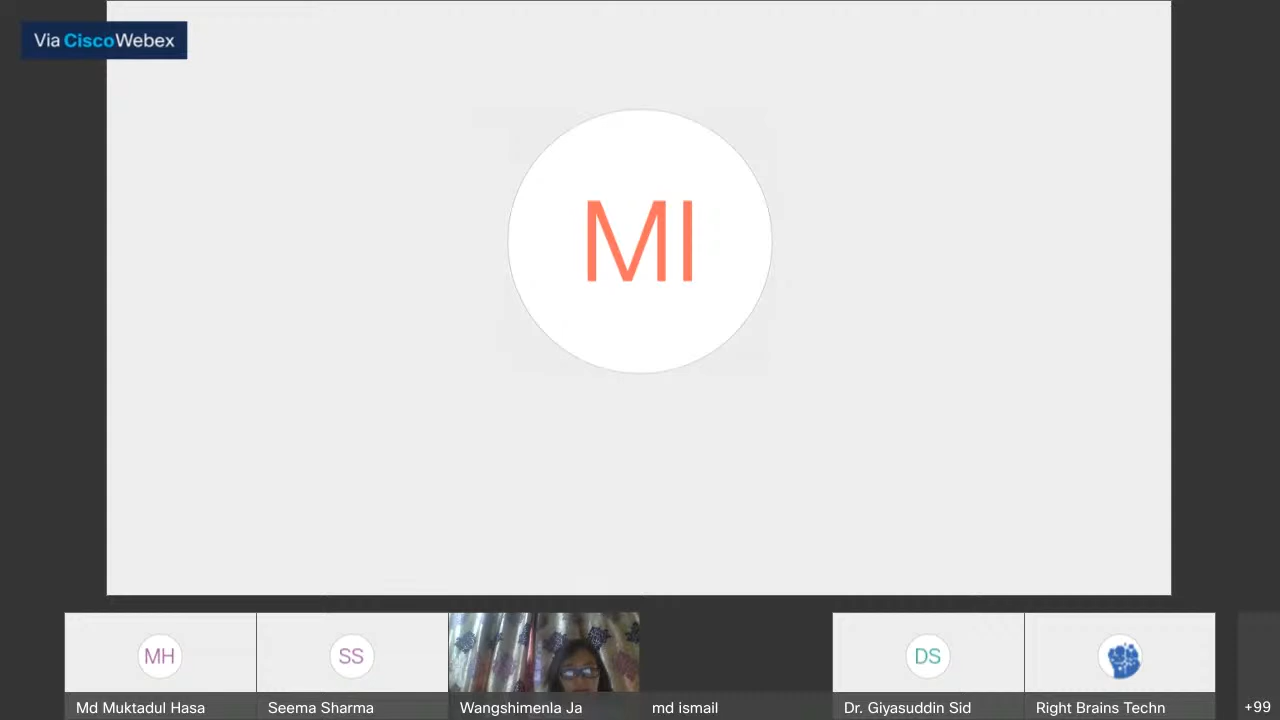 Via CiscoWebex
MI
MH
SS
DS
Md Muktadul Hasa
Seema Sharma
Wangshimenla Ja
md ismail
Dr. Giyasuddin Sid
Right Brains Techn
+99